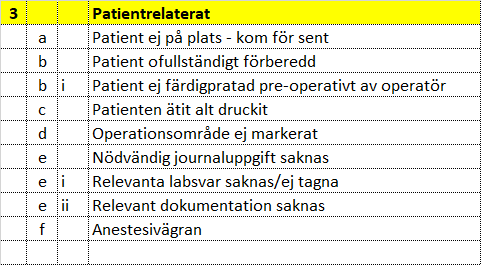 3 Patientrelaterat
a Patient ej på plats - kom för sent
b Patient ofullständigt förberedd
b i Patient ej färdigpratad pre-operativt av operatör
c Patienten ätit alt druckit
d Operationsområde ej markerat
e Nödvändig journaluppgift saknas
e i Relevanta labsvar saknas/ej tagna
e ii Relevant dokumentation saknas
f Anestesivägran